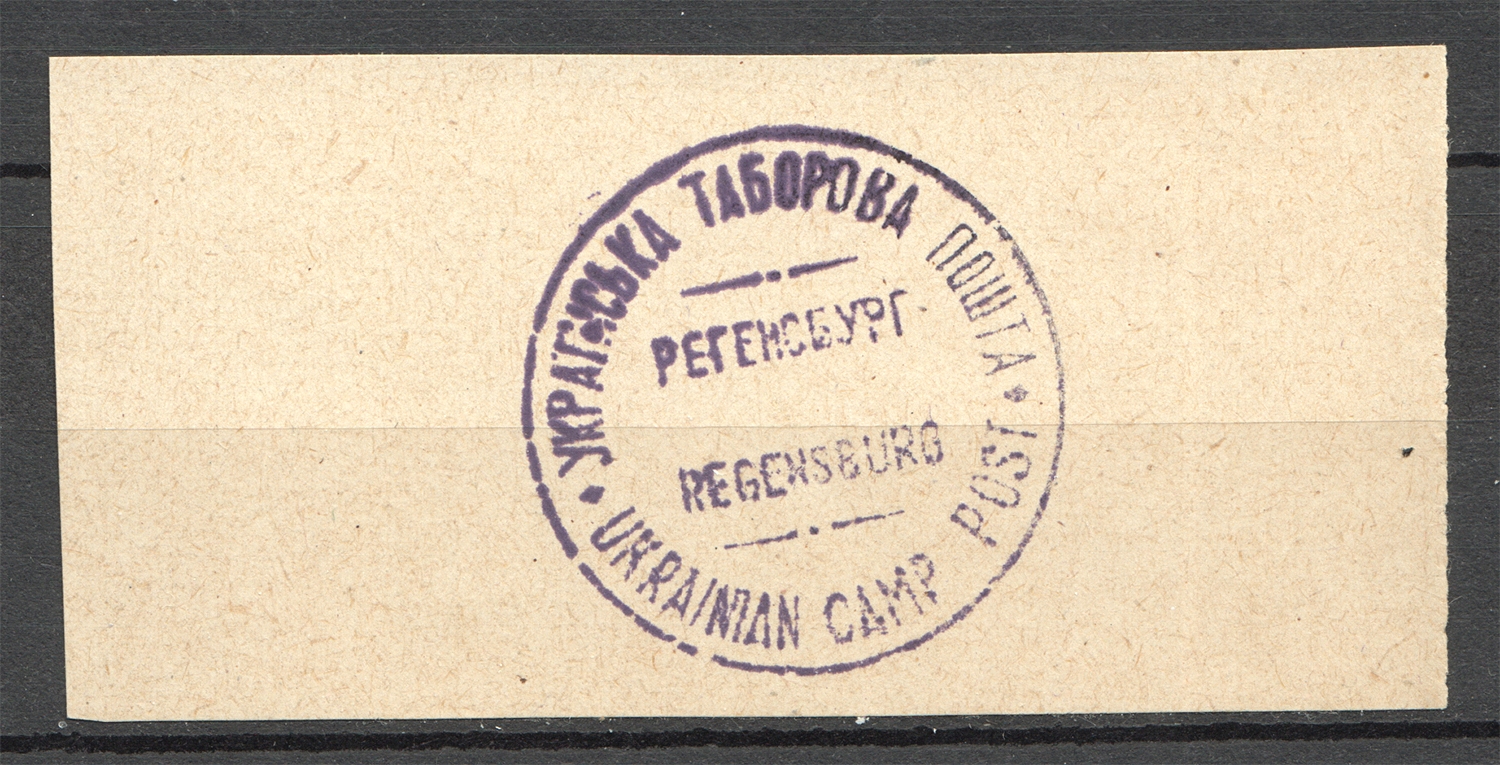 УКРАЇНСЬКА ТАБОРОВА ПОШТА
РЕГЕНСБУРГ
REGENSBURG
UKRAINIAN CAMP POST